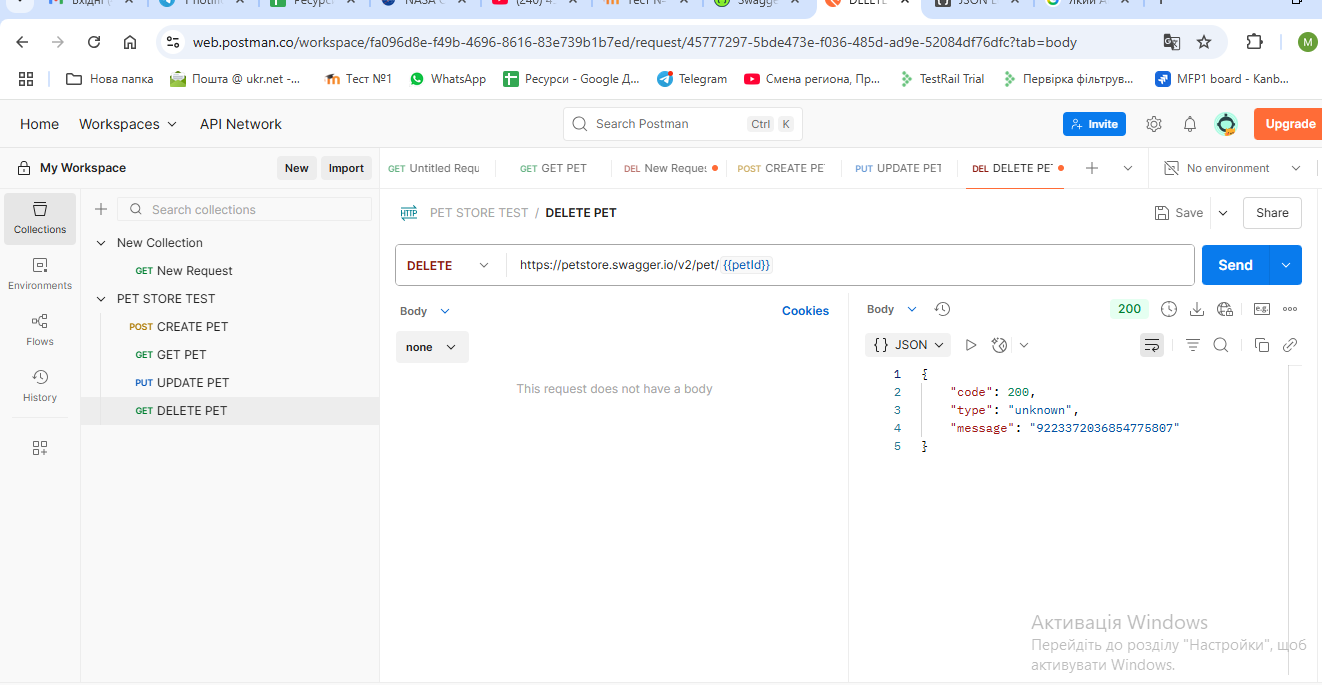 Вхідні (
Ресурс
NASA
(240)
Тест №
Swagge
DELETE
JSON
Який A
web.postman.co/workspace/fa096d8e-f49b-4696-8616-83e739b1b7ed/request/45777297-5bde473e-f036-485d-ad9e-52084df76dfc?tab=body
M
Нова папка
Пошта @ ukr.net -...
Тест №1
WhatsApp
Ресурси - Google Д...
Telegram
Смена региона, Пр...
TestRail Trial
Первірка фільтрув...
MFP1 board - Kanb...
Home
Workspaces
API Network
Search Postman
Ctrl
K
Invite
Upgrade
My Workspace
New
Import
GET Untitled Requ
GET GET PET
DEL New Reques
POST CREATE PE
PUT UPDATE PET
DEL DELETE PE
No environment
Collections
Environments
Flows
History
Search collections
New Collection
GET New Request
PET STORE TEST
POST CREATE PET
GET GET PET
PUT UPDATE PET
GET DELETE PET
HTTP PET STORE TEST / DELETE PET
Save
Share
DELETE
https://petstore.swagger.io/v2/pet/ {{petId}}
Send
Body
Cookies
none
This request does not have a body
Body
200
e.g.
{} JSON
1 {
2 "code": 200,
3 "type": "unknown",
4 "message": "9223372036854775807"
5 }
Активація Windows
Перейдіть до розділу "Настройки", щоб
активувати Windows.